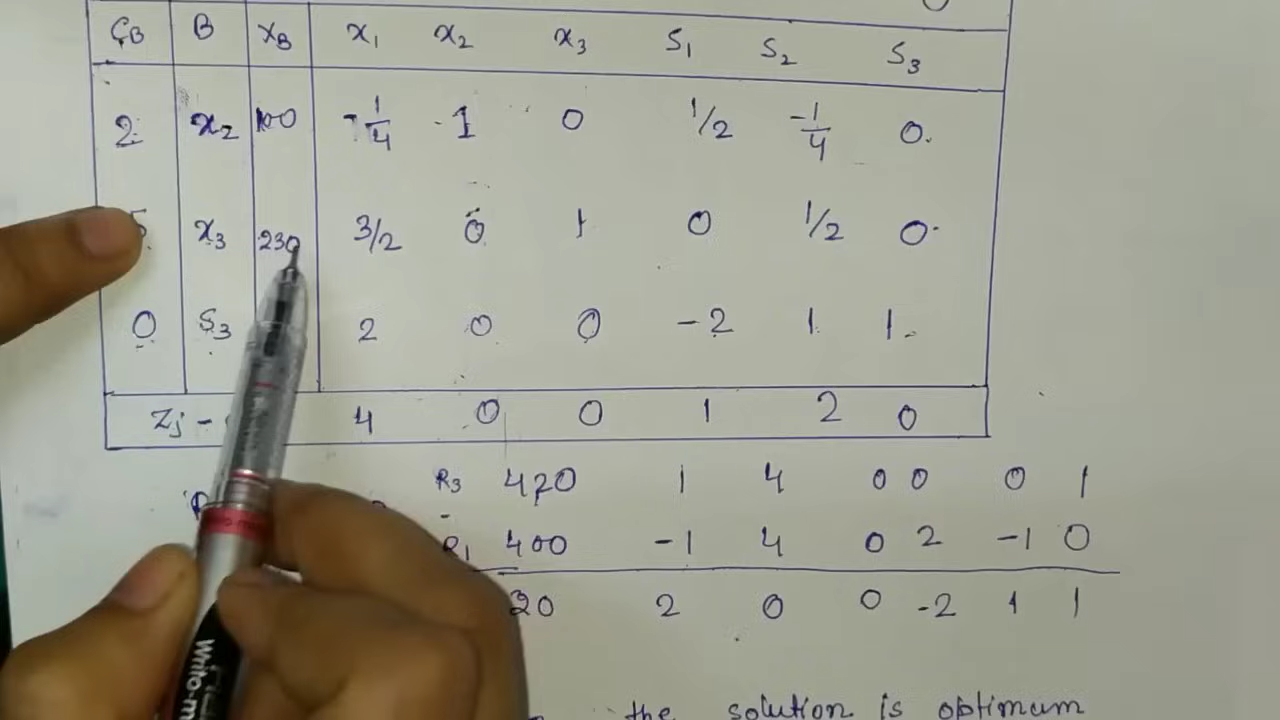 CB B XB x1 x2 x3 S1 S2 S3
2 x2 100 -1/4 1 0 1/2 -1/4 0
5 x3 230 3/2 0 1 0 1/2 0
0 S3 2 0 0 -2 1 1
Zj - 4 0 0 1 2 0
R3 420 1 4 0 0 0 1
- R1 400 -1 4 0 2 -1 0
20 2 0 0 -2 1 1
the solution is optimum
Write-m